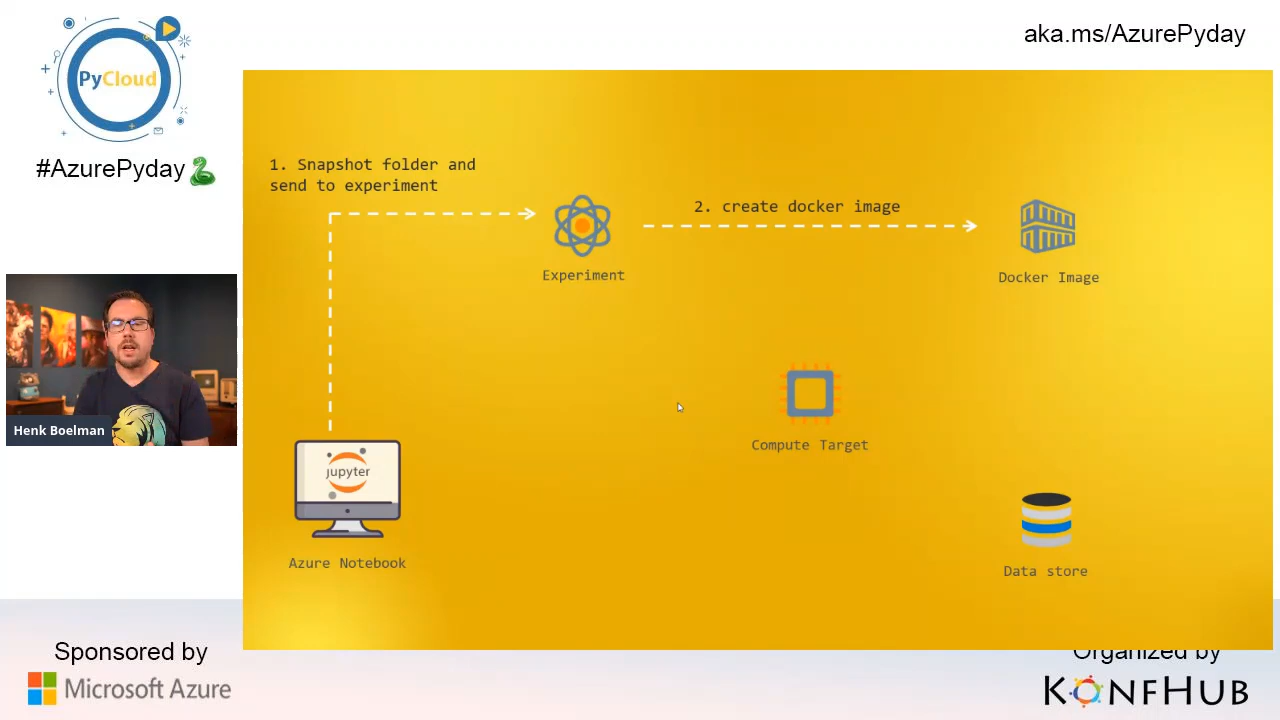 aka.ms/AzurePyday
PyCloud
#AzurePyday
1. Snapshot folder and
send to experiment
2. create docker image
Experiment
Docker Image
Compute Target
Henk Boelman
jupyter
Azure Notebook
Data store
Sponsored by
Microsoft Azure
Organized by
KONFHUB